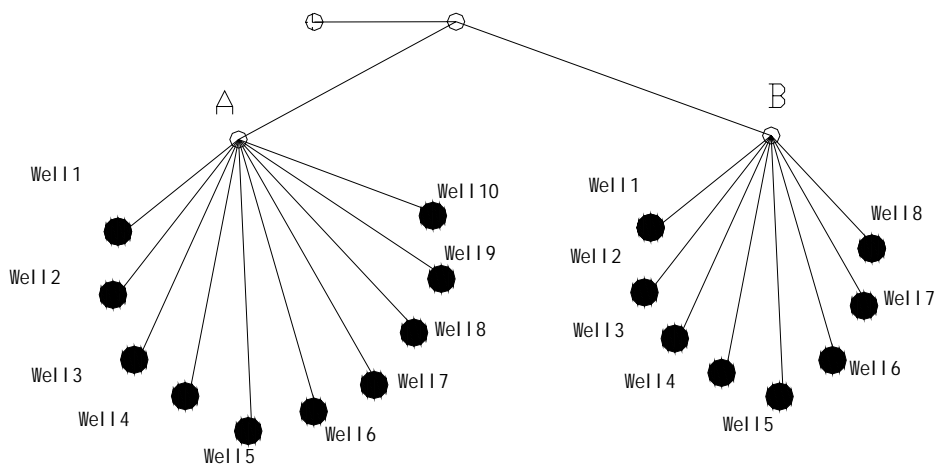 A
B
Well1
Well2
Well3
Well4
Well5
Well6
Well7
Well8
Well9
Well10
Well1
Well2
Well3
Well4
Well5
Well6
Well7
Well8